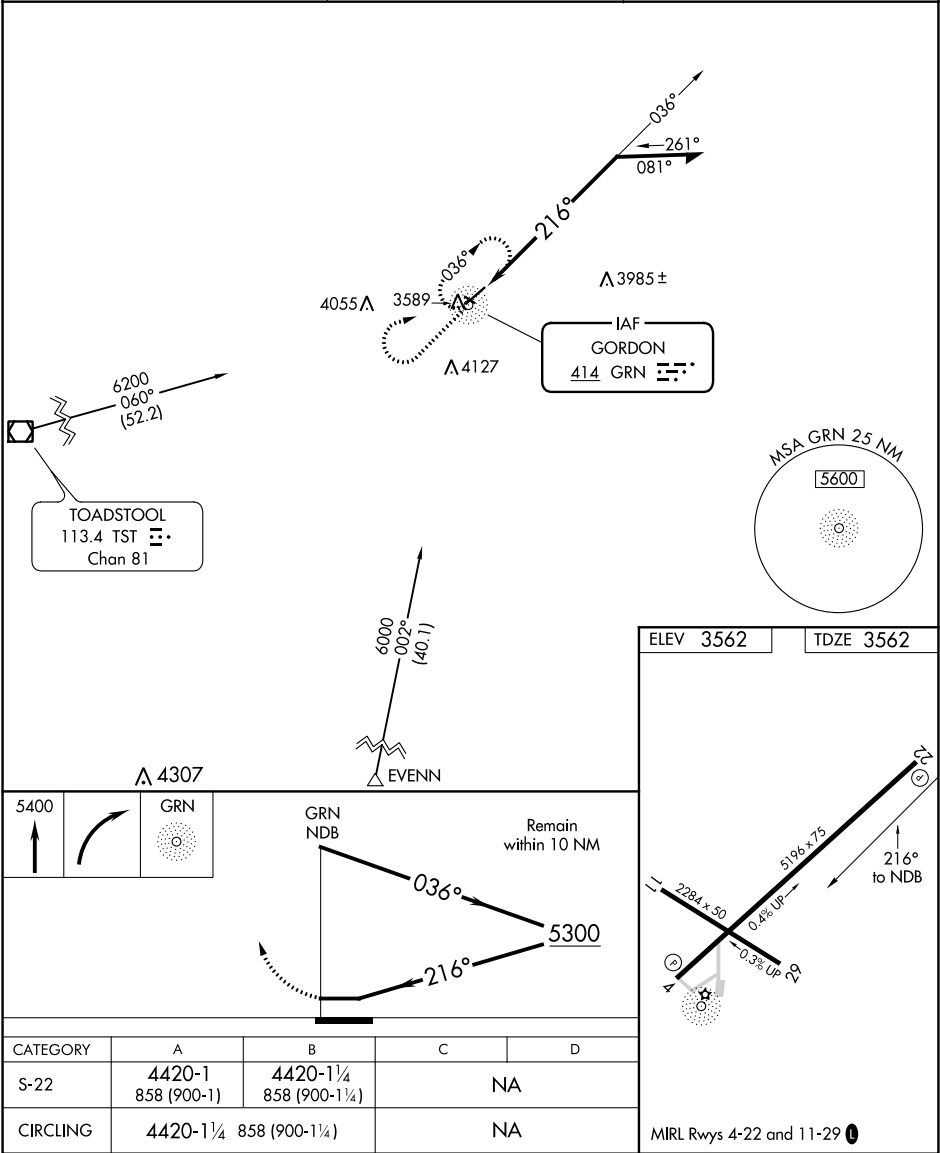 036°
261°
081°
216°
036°
3985 ±
4055
3589
IAF
GORDON
414 GRN
4127
6200
060°
(52.2)
TOADSTOOL
113.4 TST
Chan 81
MSA GRN 25 NM
5600
6000
002°
(40.1)
EVENN
4307
ELEV 3562
TDZE 3562
22
P
5196 x 75
216°
to NDB
11
2284 x 50
0.4% UP
0.3% UP
29
P
4
MIRL Rwys 4-22 and 11-29 L
5400
GRN
GRN
NDB
Remain
within 10 NM
036°
5300
216°
CATEGORY A B C D
S-22 4420-1 858 (900-1) 4420-1¼ 858 (900-1¼) NA
CIRCLING 4420-1¼ 858 (900-1¼) NA